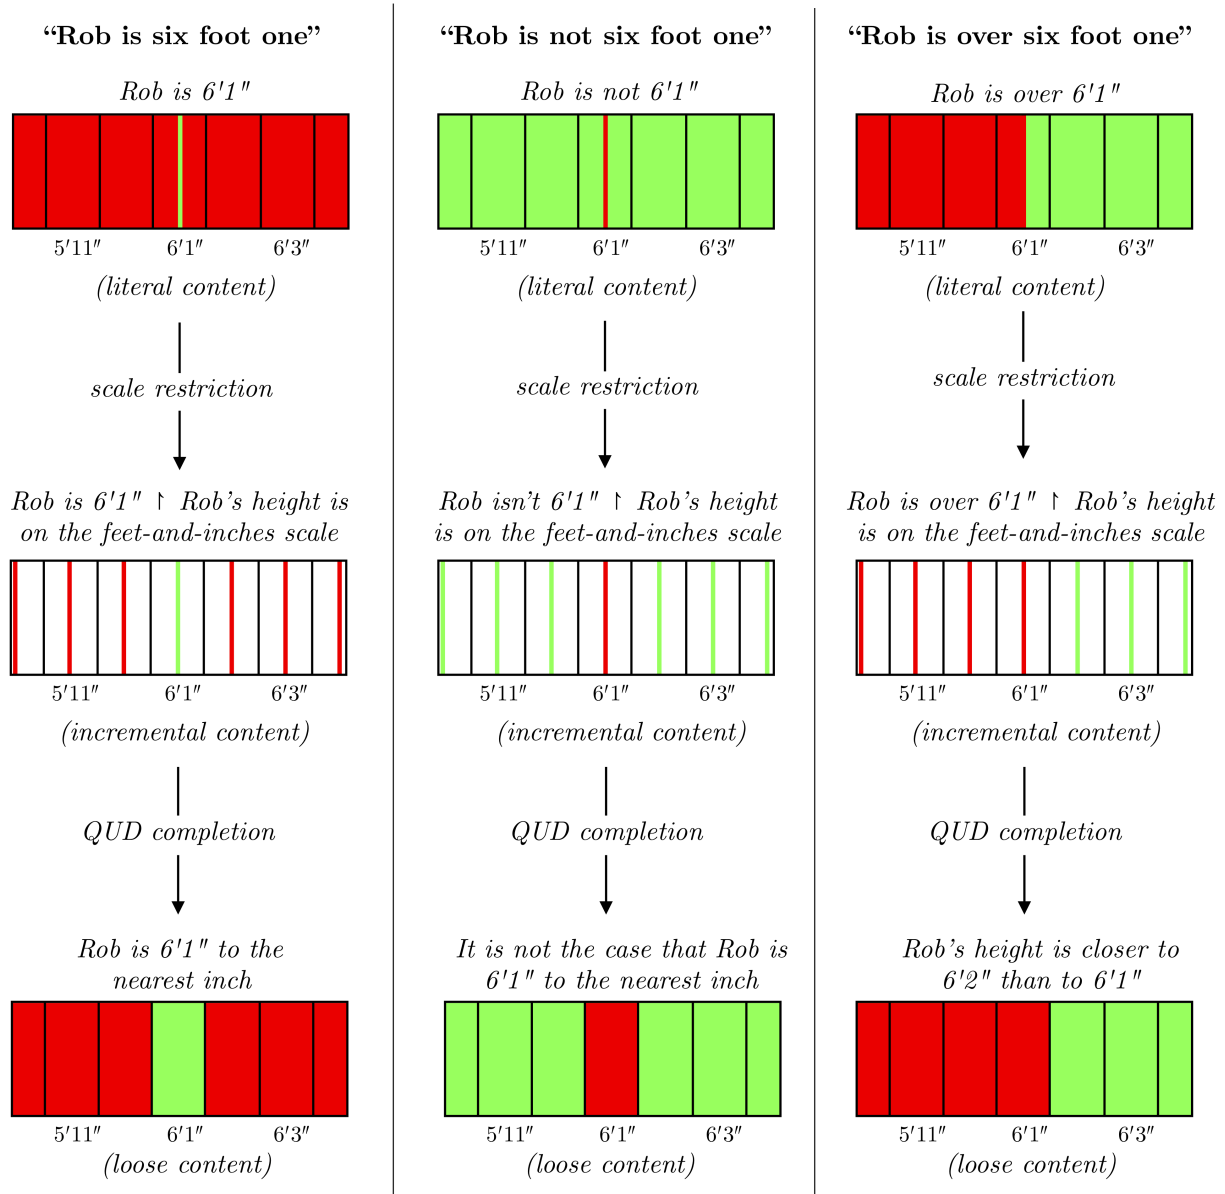 “Rob is six foot one”
Rob is 6′1″
5′11″ 6′1″ 6′3″
(literal content)
scale restriction
Rob is 6′1″ ↾ Rob’s height is
on the feet-and-inches scale
5′11″ 6′1″ 6′3″
(incremental content)
QUD completion
Rob is 6′1″ to the
nearest inch
5′11″ 6′1″ 6′3″
(loose content)
“Rob is not six foot one”
Rob is not 6′1″
5′11″ 6′1″ 6′3″
(literal content)
scale restriction
Rob isn’t 6′1″ ↾ Rob’s height
is on the feet-and-inches scale
5′11″ 6′1″ 6′3″
(incremental content)
QUD completion
It is not the case that Rob is
6′1″ to the nearest inch
5′11″ 6′1″ 6′3″
(loose content)
“Rob is over six foot one”
Rob is over 6′1″
5′11″ 6′1″ 6′3″
(literal content)
scale restriction
Rob is over 6′1″ ↾ Rob’s height
is on the feet-and-inches scale
5′11″ 6′1″ 6′3″
(incremental content)
QUD completion
Rob’s height is closer to
6′2″ than to 6′1″
5′11″ 6′1″ 6′3″
(loose content)